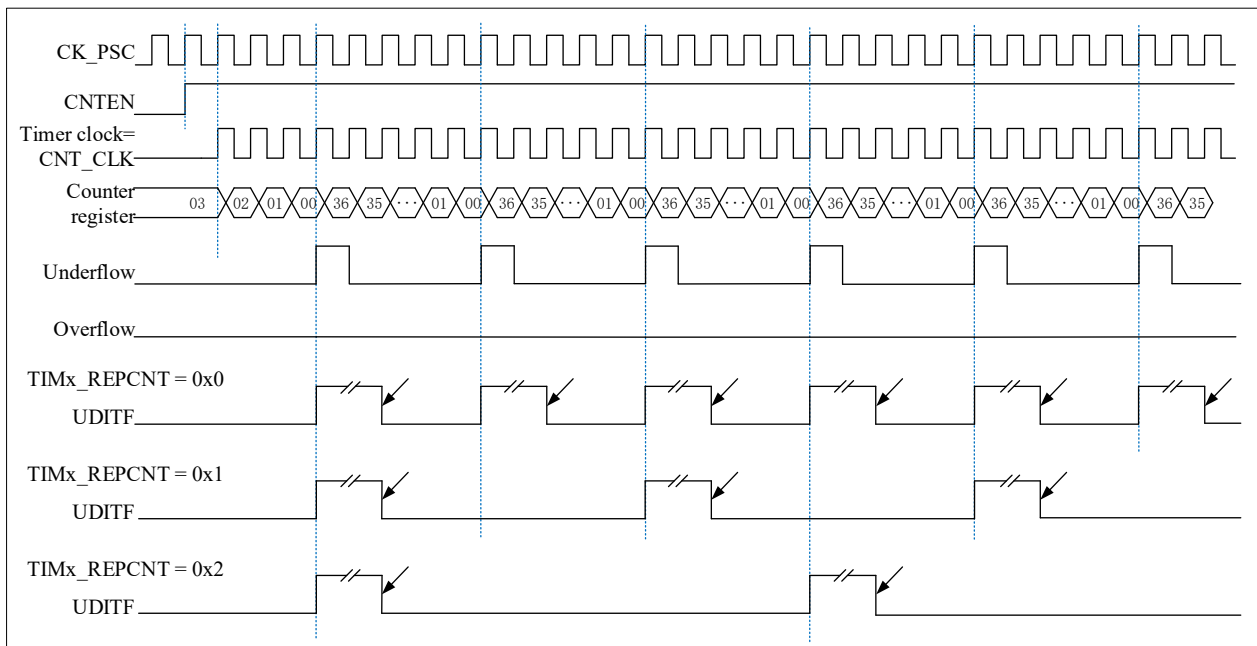 CK_PSC
CNTEN
Timer clock=
CNT_CLK
Counter
register
03 02 01 00 36 35 ··· 01 00 36 35 ··· 01 00 36 35 ··· 01 00 36 35 ··· 01 00 36 35 ··· 01 00 36 35
Underflow
Overflow
TIMx_REPCNT = 0x0
UDITF
TIMx_REPCNT = 0x1
UDITF
TIMx_REPCNT = 0x2
UDITF